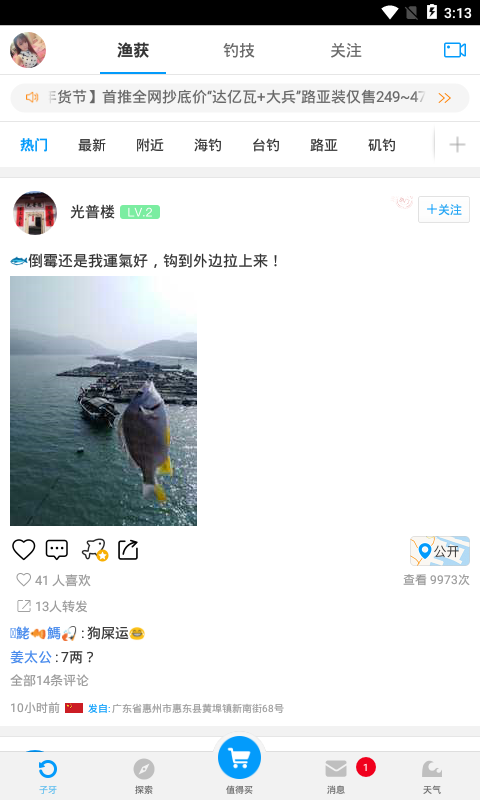 3:13
渔获
钓技
关注
年货节】首推全网抄底价“达亿瓦+大兵”路亚装仅售249~47
热门
最新
附近
海钓
台钓
路亚
矶钓
光普楼
LV.2
+关注
🐟倒霉还是我運氣好，钩到外边拉上来！
公开
41 人喜欢
查看 9973次
13人转发
鮱🐠鰢🎣:狗屎运😂
姜太公:7两？
全部14条评论
10小时前 🇨🇳 发自:广东省惠州市惠东县黄埠镇新南街68号
子牙
探索
值得买
消息
1
天气